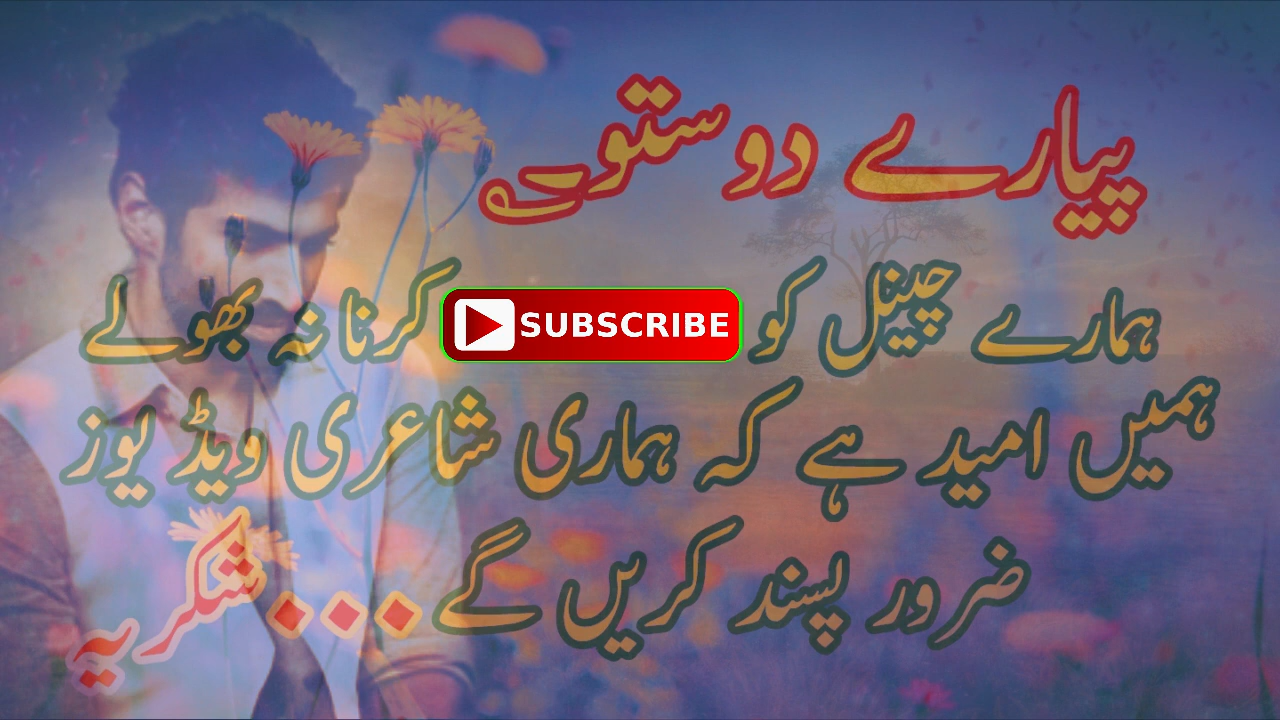 پیارے دوستو
ہمارے چینل کو SUBSCRIBE کرنا نہ بھولے
ہمیں امید ہے کہ ہماری شاعری ویڈیوز
ضرور پسند کریں گے...شکریہ